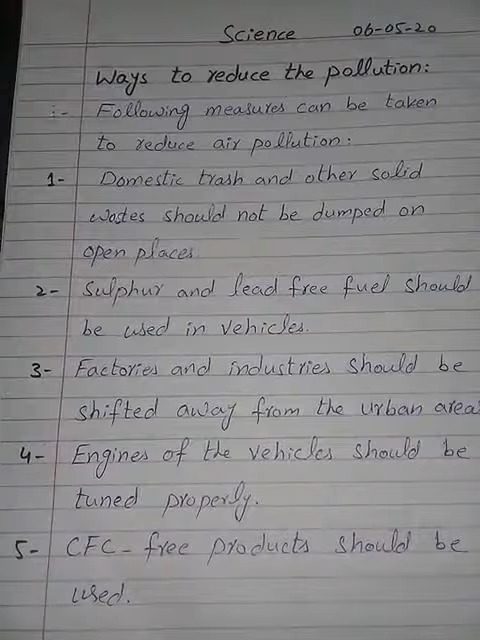 Science 06-05-20
Ways to reduce the pollution:
:- Following measures can be taken
to reduce air pollution:
1- Domestic trash and other solid
wastes should not be dumped on
open places
2- Sulphur and lead free fuel should
be used in vehicles.
3- Factories and industries should be
shifted away from the urban area
4- Engines of the vehicles should be
tuned properly.
5- CFC - free products should be
used.